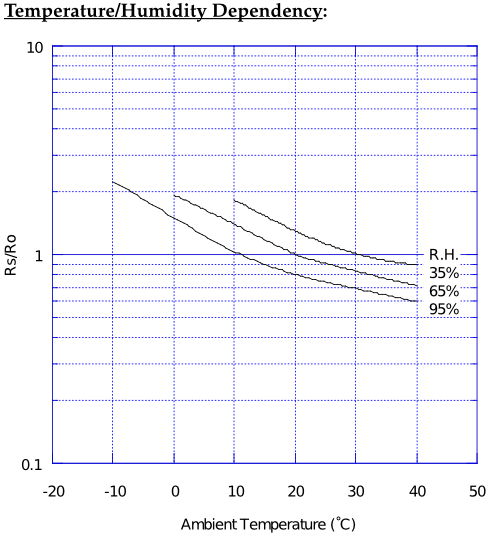 Temperature/Humidity Dependency:
10
1
0.1
Rs/Ro
R.H.
35%
65%
95%
-20 -10 0 10 20 30 40 50
Ambient Temperature (˚C)